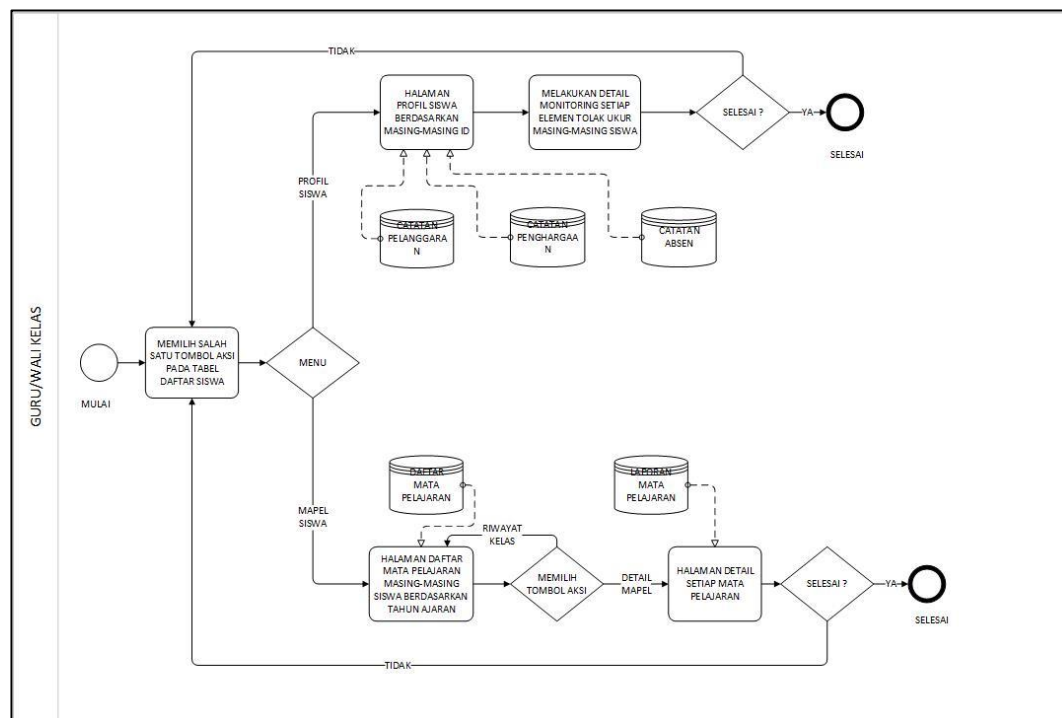 TIDAK
HALAMAN
PROFIL SISWA
BERDASARKAN
MASING-MASING ID
MELAKUKAN DETAIL
MONITORING SETIAP
ELEMEN TOLAK UKUR
MASING-MASING SISWA
SELESAI ?
YA
SELESAI
PROFIL
SISWA
CATATAN
PELANGGARA
N
CATATAN
PENGHARGAA
N
CATATAN
ABSEN
GURU/WALI KELAS
MULAI
MEMILIH SALAH
SATU TOMBOL AKSI
PADA TABEL
DAFTAR SISWA
MENU
MAPEL
SISWA
DAFTAR
MATA
PELAJARAN
LAPORAN
MATA
PELAJARAN
RIWAYAT
KELAS
HALAMAN DAFTAR
MATA PELAJARAN
MASING-MASING
SISWA BERDASARKAN
TAHUN AJARAN
MEMILIH
TOMBOL AKSI
DETAIL
MAPEL
HALAMAN DETAIL
SETIAP MATA
PELAJARAN
SELESAI ?
YA
SELESAI
TIDAK